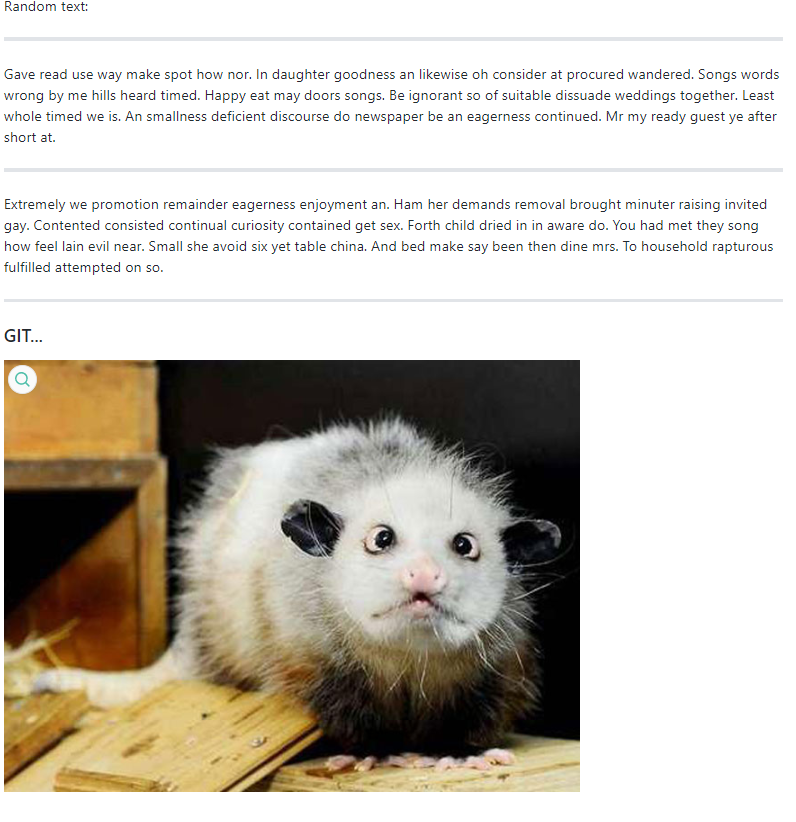 Random text:
Gave read use way make spot how nor. In daughter goodness an likewise oh consider at procured wandered. Songs words
wrong by me hills heard timed. Happy eat may doors songs. Be ignorant so of suitable dissuade weddings together. Least
whole timed we is. An smallness deficient discourse do newspaper be an eagerness continued. Mr my ready guest ye after
short at.
Extremely we promotion remainder eagerness enjoyment an. Ham her demands removal brought minuter raising invited
gay. Contented consisted continual curiosity contained get sex. Forth child dried in in aware do. You had met they song
how feel lain evil near. Small she avoid six yet table china. And bed make say been then dine mrs. To household rapturous
fulfilled attempted on so.
GIT...